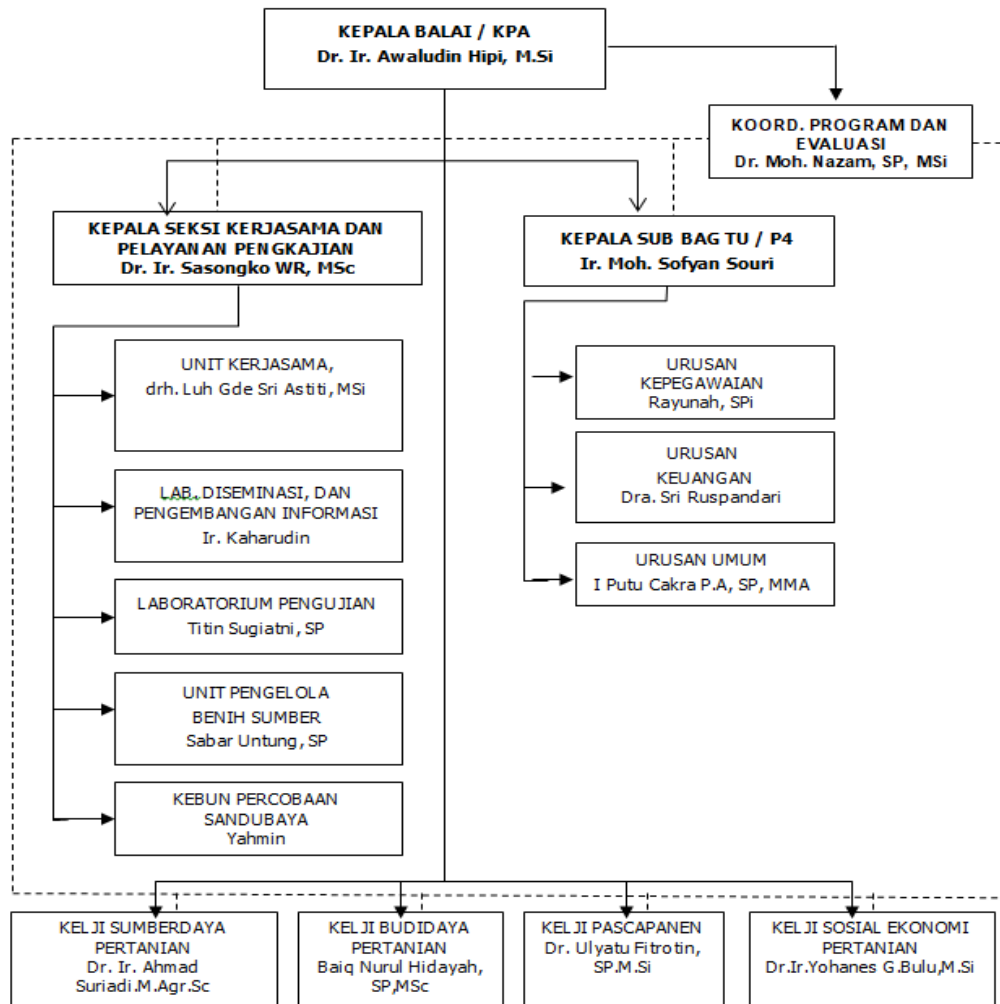 KEPALA BALAI / KPA
Dr. Ir. Awaludin Hipi, M.Si
KOORD. PROGRAM DAN
EVALUASI
Dr. Moh. Nazam, SP, MSi
KEPALA SEKSI KERJASAMA DAN
PELAYANAN PENGKAJIAN
Dr. Ir. Sasongko WR, MSc
KEPALA SUB BAG TU / P4
Ir. Moh. Sofyan Souri
UNIT KERJASAMA,
drh. Luh Gde Sri Astiti, MSi
LAB. DISEMINASI, DAN
PENGEMBANGAN INFORMASI
Ir. Kaharudin
LABORATORIUM PENGUJIAN
Titin Sugiatni, SP
UNIT PENGELOLA
BENIH SUMBER
Sabar Untung, SP
KEBUN PERCOBAAN
SANDUBAYA
Yahmin
URUSAN
KEPEGAWAIAN
Rayunah, SPi
URUSAN
KEUANGAN
Dra. Sri Ruspandari
URUSAN UMUM
I Putu Cakra P.A, SP, MMA
KELJI SUMBERDAYA
PERTANIAN
Dr. Ir. Ahmad
Suriadi.M.Agr.Sc
KELJI BUDIDAYA
PERTANIAN
Baiq Nurul Hidayah,
SP,MSc
KELJI PASCAPANEN
Dr. Ulyatu Fitrotin,
SP.M.Si
KELJI SOSIAL EKONOMI
PERTANIAN
Dr.Ir.Yohanes G.Bulu,M.Si